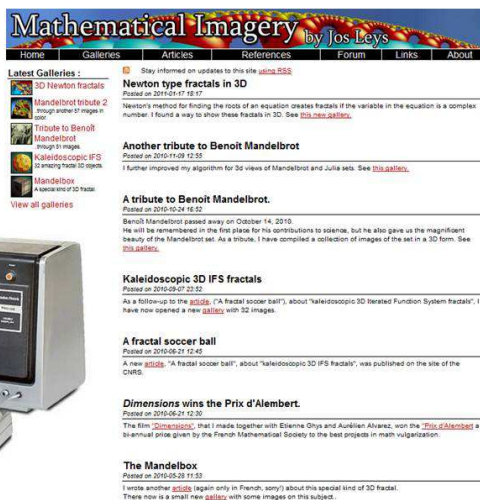 Mathematical Imagery by Jos Leys
Home Galleries Articles References Forum Links About
Latest Galleries :
3D Newton fractals
Mandelbrot tribute 2
..through another 57 images in
color.
Tribute to Benoît
Mandelbrot
..through 51 images.
Kaleidoscopic IFS
32 amazing fractal 3D objects.
Mandelbox
A special kind of 3D fractal.
View all galleries
Stay informed on updates to this site using RSS
Newton type fractals in 3D
Posted on 2011-01-17 18:17
Newton's method for finding the roots of an equation creates fractals if the variable in the equation is a complex
number. I found a way to show these fractals in 3D. See this new gallery.
Another tribute to Benoît Mandelbrot
Posted on 2010-11-09 12:55
I further improved my algorithm for 3d views of Mandelbrot and Julia sets. See this gallery.
A tribute to Benoît Mandelbrot.
Posted on 2010-10-24 16:52
Benoît Mandelbrot passed away on October 14, 2010.
He will be remembered in the first place for his contributions to science, but he also gave us the magnificent
beauty of the Mandelbrot set. As a tribute, I have compiled a collection of images of the set in a 3D form. See
this gallery.
Kaleidoscopic 3D IFS fractals
Posted on 2010-09-07 23:52
As a follow-up to the article, ("A fractal soccer ball"), about "kaleidoscopic 3D Iterated Function System fractals", I
have now opened a new gallery with 32 images.
A fractal soccer ball
Posted on 2010-06-21 12:45
A new article, "A fractal soccer ball", about "kaleidoscopic 3D IFS fractals", was published on the site of the
CNRS.
Dimensions wins the Prix d'Alembert.
Posted on 2010-06-21 12:30
The film "Dimensions", that I made together with Etienne Ghys and Aurélien Alvarez, won the "Prix d'Alembert a
bi-annual price given by the French Mathematical Society to the best projects in math vulgarization.
The Mandelbox
Posted on 2010-05-28 11:53
I wrote another article (again only in French, sorry!) about this special kind of 3D fractal.
There now is a small new gallery with some images on this subject..